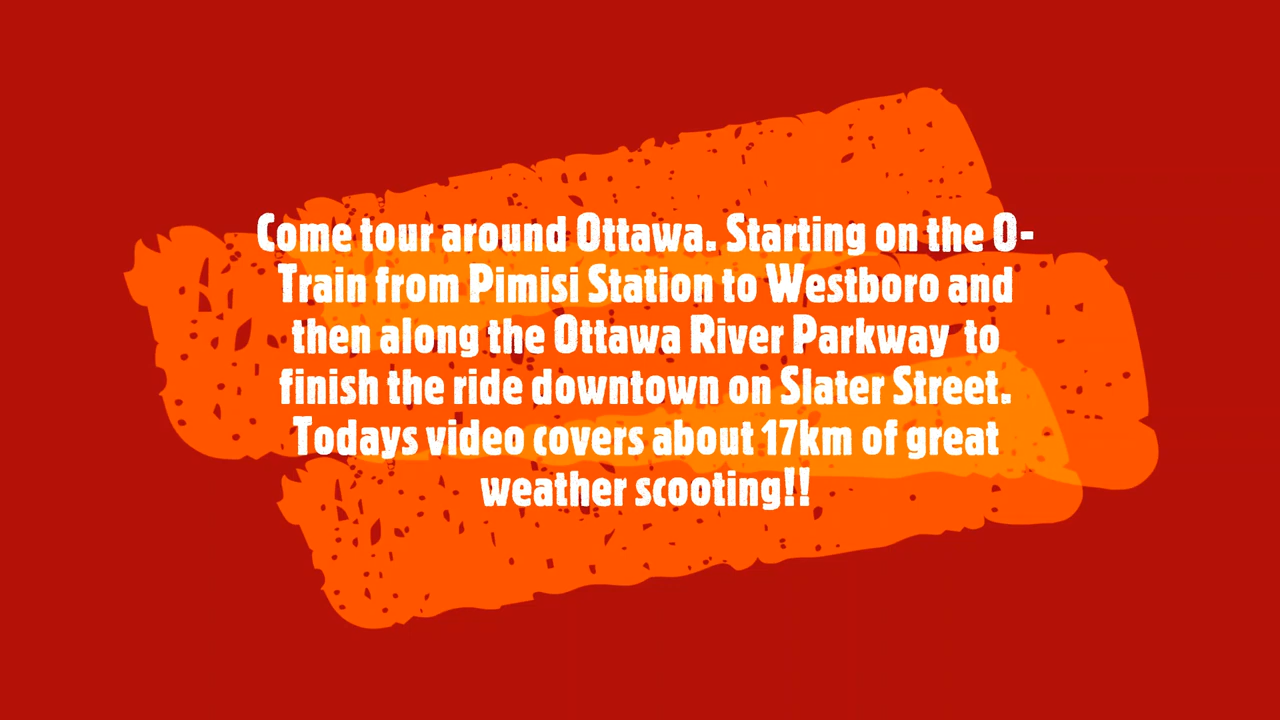 Come tour around Ottawa. Starting on the O-
Train from Pimisi Station to Westboro and
then along the Ottawa River Parkway  to
finish the ride downtown on Slater Street.
Todays video covers about 17km of great
weather scooting!!